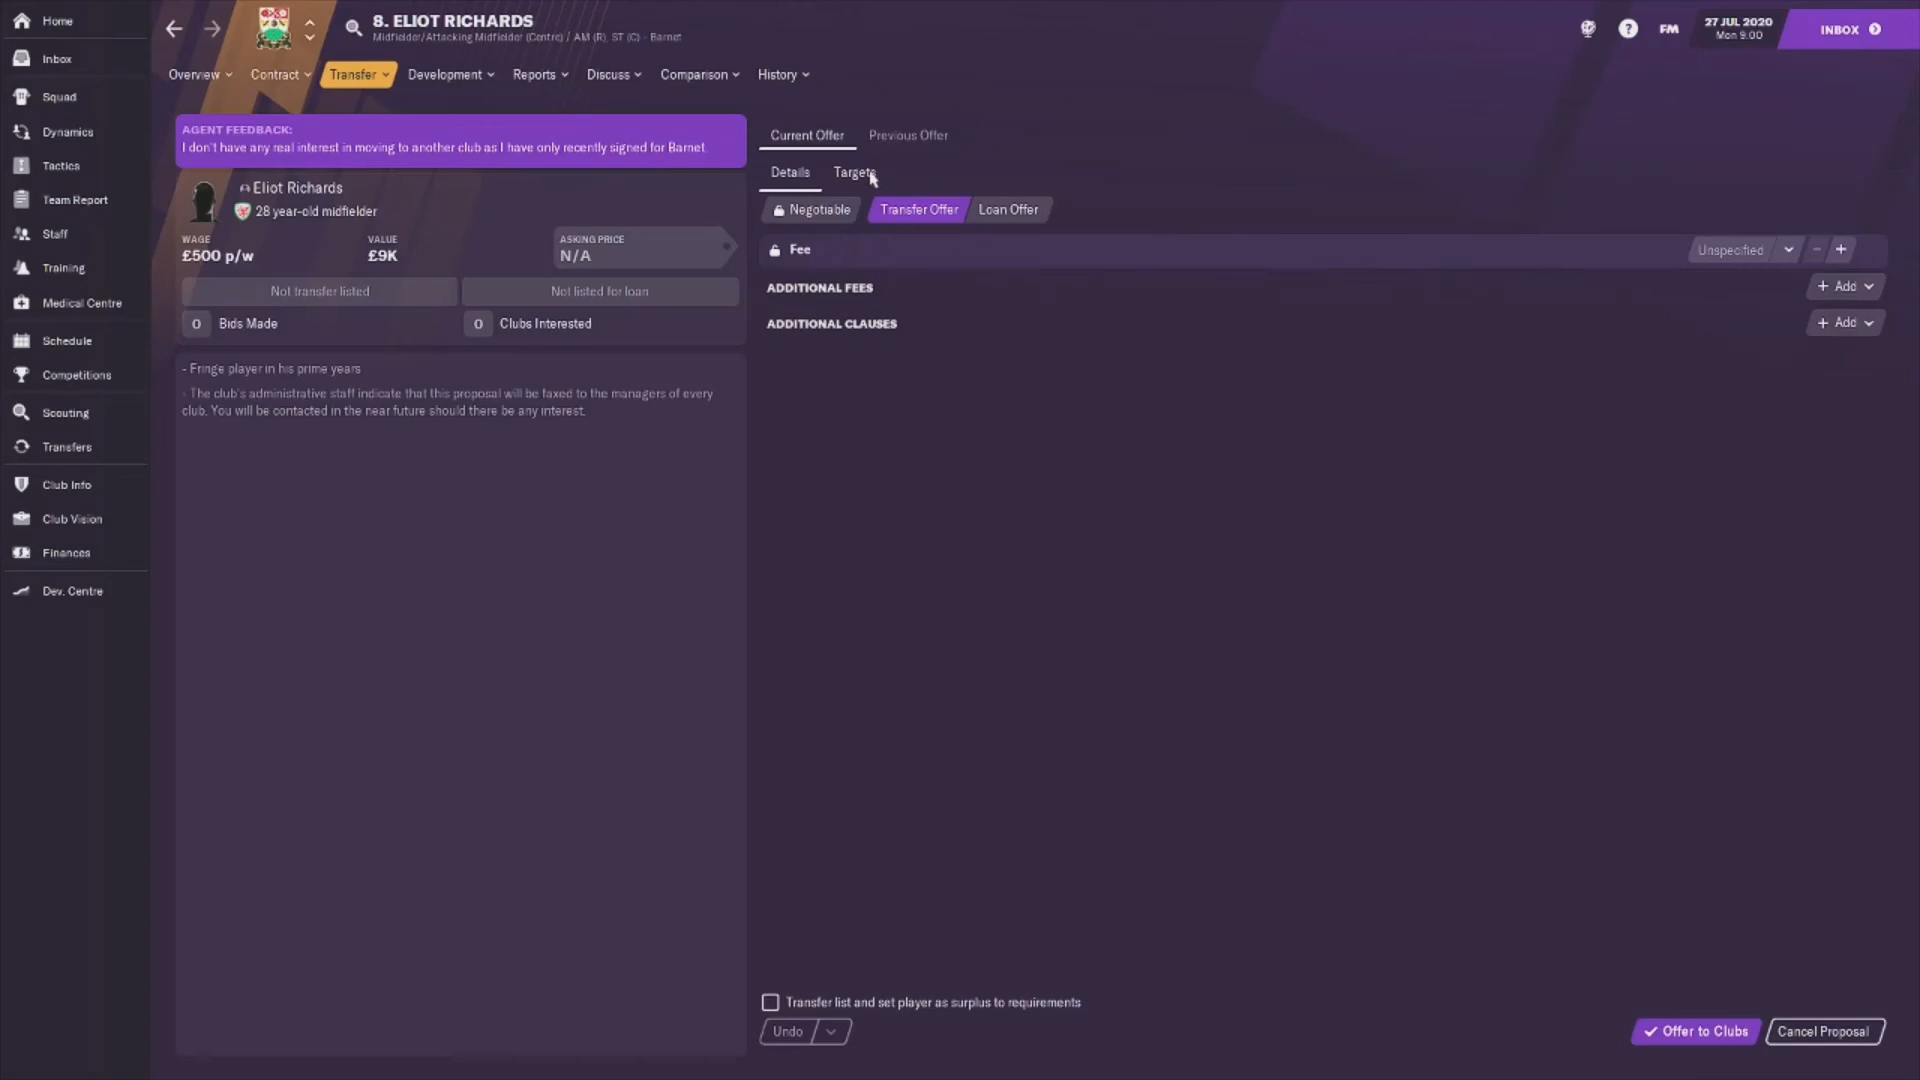 Home
Inbox
Squad
Dynamics
Tactics
Team Report
Staff
Training
Medical Centre
Schedule
Competitions
Scouting
Transfers
Club Info
Club Vision
Finances
Dev. Centre
8. ELIOT RICHARDS
Midfielder/Attacking Midfielder (Centre) / AM (R), ST (C) - Barnet
FM
27 JUL 2020
Mon 9:00
INBOX
Overview
Contract
Transfer
Development
Reports
Discuss
Comparison
History
AGENT FEEDBACK:
I don't have any real interest in moving to another club as I have only recently signed for Barnet.
Eliot Richards
28 year-old midfielder
WAGE
£500 p/w
VALUE
£9K
ASKING PRICE
N/A
Not transfer listed
Not listed for loan
0 Bids Made
0 Clubs Interested
- Fringe player in his prime years
- The club's administrative staff indicate that this proposal will be faxed to the managers of every
club. You will be contacted in the near future should there be any interest.
Current Offer
Previous Offer
Details
Targets
Negotiable
Transfer Offer
Loan Offer
Fee
Unspecified
ADDITIONAL FEES
+ Add
ADDITIONAL CLAUSES
+ Add
Transfer list and set player as surplus to requirements
Undo
Offer to Clubs
Cancel Proposal